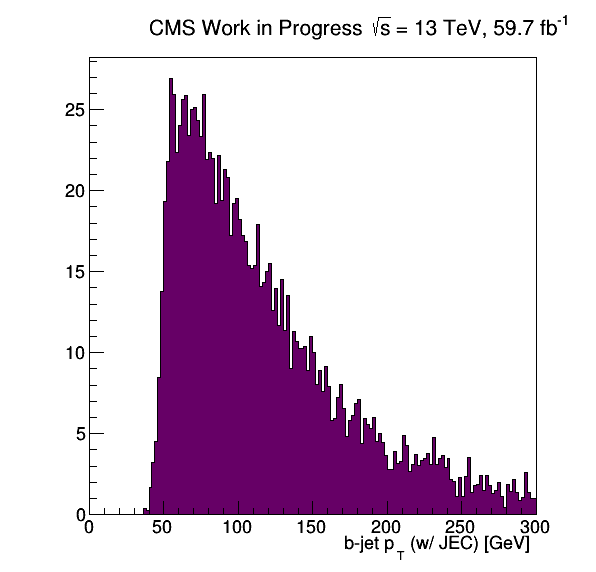 CMS Work in Progress √s = 13 TeV, 59.7 fb⁻¹
25
20
15
10
5
0
0 50 100 150 200 250 300
b-jet p_T (w/ JEC) [GeV]